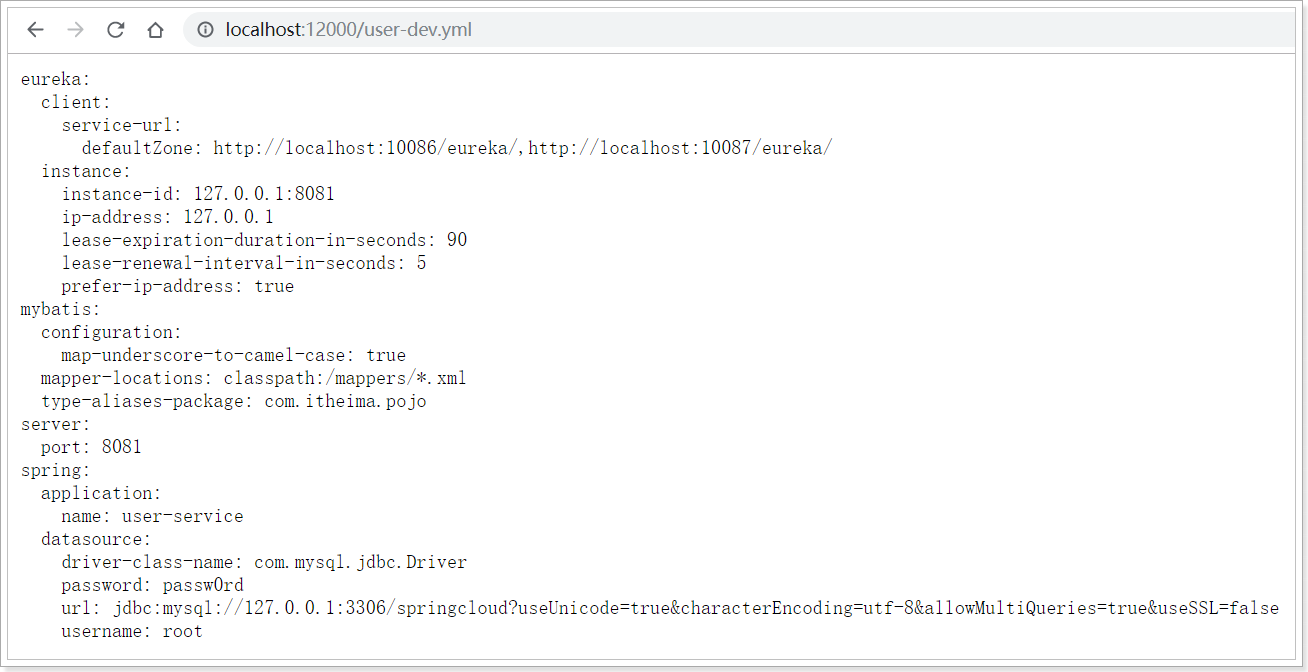 localhost:12000/user-dev.yml
eureka:
  client:
    service-url:
      defaultZone: http://localhost:10086/eureka/,http://localhost:10087/eureka/
  instance:
    instance-id: 127.0.0.1:8081
    ip-address: 127.0.0.1
    lease-expiration-duration-in-seconds: 90
    lease-renewal-interval-in-seconds: 5
    prefer-ip-address: true
mybatis:
  configuration:
    map-underscore-to-camel-case: true
  mapper-locations: classpath:/mappers/*.xml
  type-aliases-package: com.itheima.pojo
server:
  port: 8081
spring:
  application:
    name: user-service
  datasource:
    driver-class-name: com.mysql.jdbc.Driver
    password: passw0rd
    url: jdbc:mysql://127.0.0.1:3306/springcloud?useUnicode=true&characterEncoding=utf-8&allowMultiQueries=true&useSSL=false
    username: root